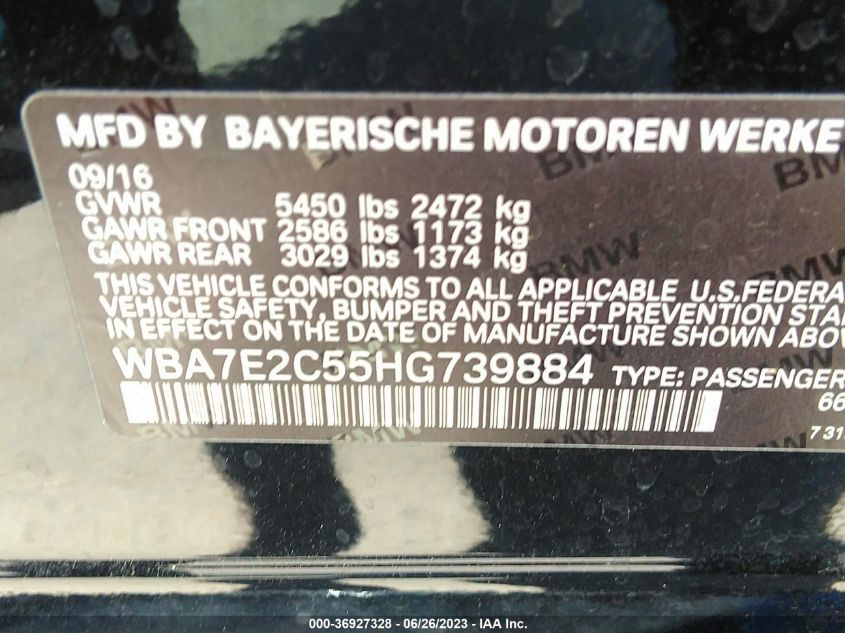 MFD BY BAYERISCHE MOTOREN WERKE
09/16
GVWR 5450 lbs 2472 kg
GAWR FRONT 2586 lbs 1173 kg
GAWR REAR 3029 lbs 1374 kg
THIS VEHICLE CONFORMS TO ALL APPLICABLE U.S.FEDERA
VEHICLE SAFETY, BUMPER AND THEFT PREVENTION STA
IN EFFECT ON THE DATE OF MANUFACTURE SHOWN ABO
WBA7E2C55HG739884 TYPE: PASSENGER
66
7 31
000-36927328 - 06/26/2023 - IAA Inc.